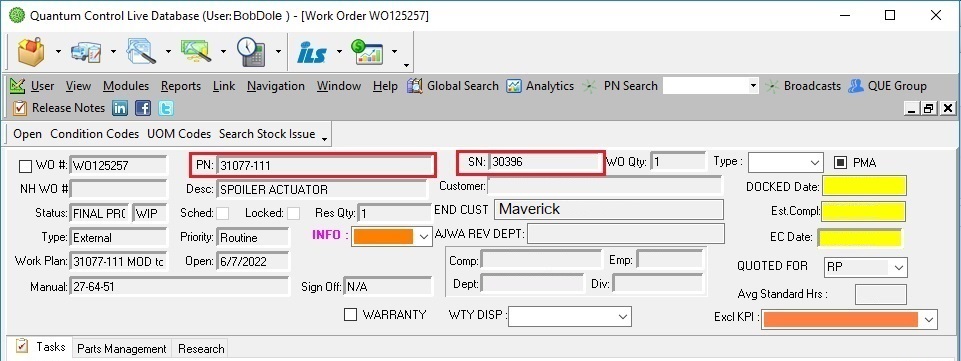 Quantum Control Live Database (User:BobDole ) - [Work Order WO125257]
ILS
User View Modules Reports Link Navigation Window Help Global Search Analytics PN Search Broadcasts QUE Group
Release Notes in f
Open Condition Codes UOM Codes Search Stock Issue
WO #: WO125257 PN: 31077-111 SN: 30396 WO Qty: 1 Type : PMA
NH WO # Desc: SPOILER ACTUATOR Customer: DOCKED Date:
Status: FINAL PR( WIP Sched: Locked: Res Qty: 1 END CUST Maverick Est.Compl:
Type: External Priority: Routine INFO : AJWA REV DEPT: EC Date:
Work Plan: 31077-111 MOD to Open: 6/7/2022 Comp: Emp: QUOTED FOR RP
Manual: 27-64-51 Sign Off: N/A Dept: Div: Avg Standard Hrs :
WARRANTY WTY DISP : Excl KPI :
Tasks Parts Management Research